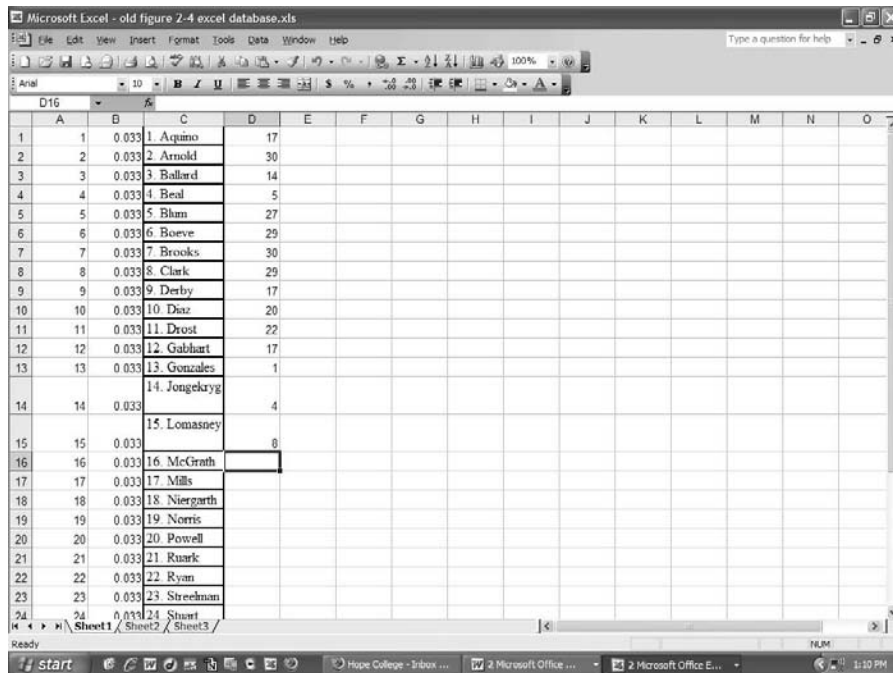 Microsoft Excel - old figure 2-4 excel database.xls
File Edit View Insert Format Tools Data Window Help Type a question for help
100%
Arial 10 B I U $ % ,
D16 fx
A B C D E F G H I J K L M N O
1 1 0.033 1. Aquino 17
2 2 0.033 2. Arnold 30
3 3 0.033 3. Ballard 14
4 4 0.033 4. Beal 5
5 5 0.033 5. Blum 27
6 6 0.033 6. Boeve 29
7 7 0.033 7. Brooks 30
8 8 0.033 8. Clark 29
9 9 0.033 9. Derby 17
10 10 0.033 10. Diaz 20
11 11 0.033 11. Drost 22
12 12 0.033 12. Gabhart 17
13 13 0.033 13. Gonzales 1
14. Jongekryg
14 14 0.033 4
15. Lomasney
15 15 0.033 8
16 16 0.033 16. McGrath
17 17 0.033 17. Mills
18 18 0.033 18. Niergarth
19 19 0.033 19. Norris
20 20 0.033 20. Powell
21 21 0.033 21. Ruark
22 22 0.033 22. Ryan
23 23 0.033 23. Streelman
24 24 0.033 24. Stuart
Sheet1 Sheet2 Sheet3
Ready NUM
start Hope College - Inbox ... 2 Microsoft Office ... 2 Microsoft Office E... 1:10 PM